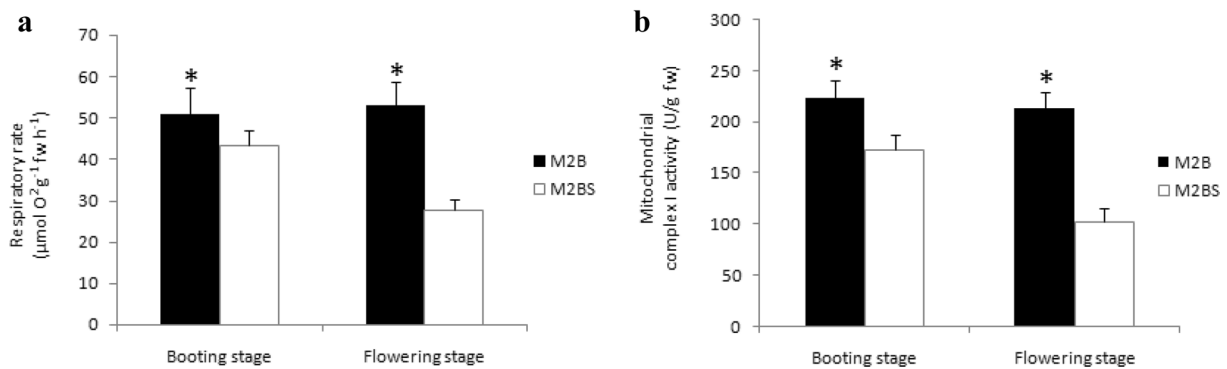 a
Respiratory rate
(μmol O²g⁻¹ fw h⁻¹)
70
60
50
40
30
20
10
0
*
*
Booting stage
Flowering stage
M2B
M2BS
b
Mitochondrial
complex I activity (U/g fw)
300
250
200
150
100
50
0
*
*
Booting stage
Flowering stage
M2B
M2BS